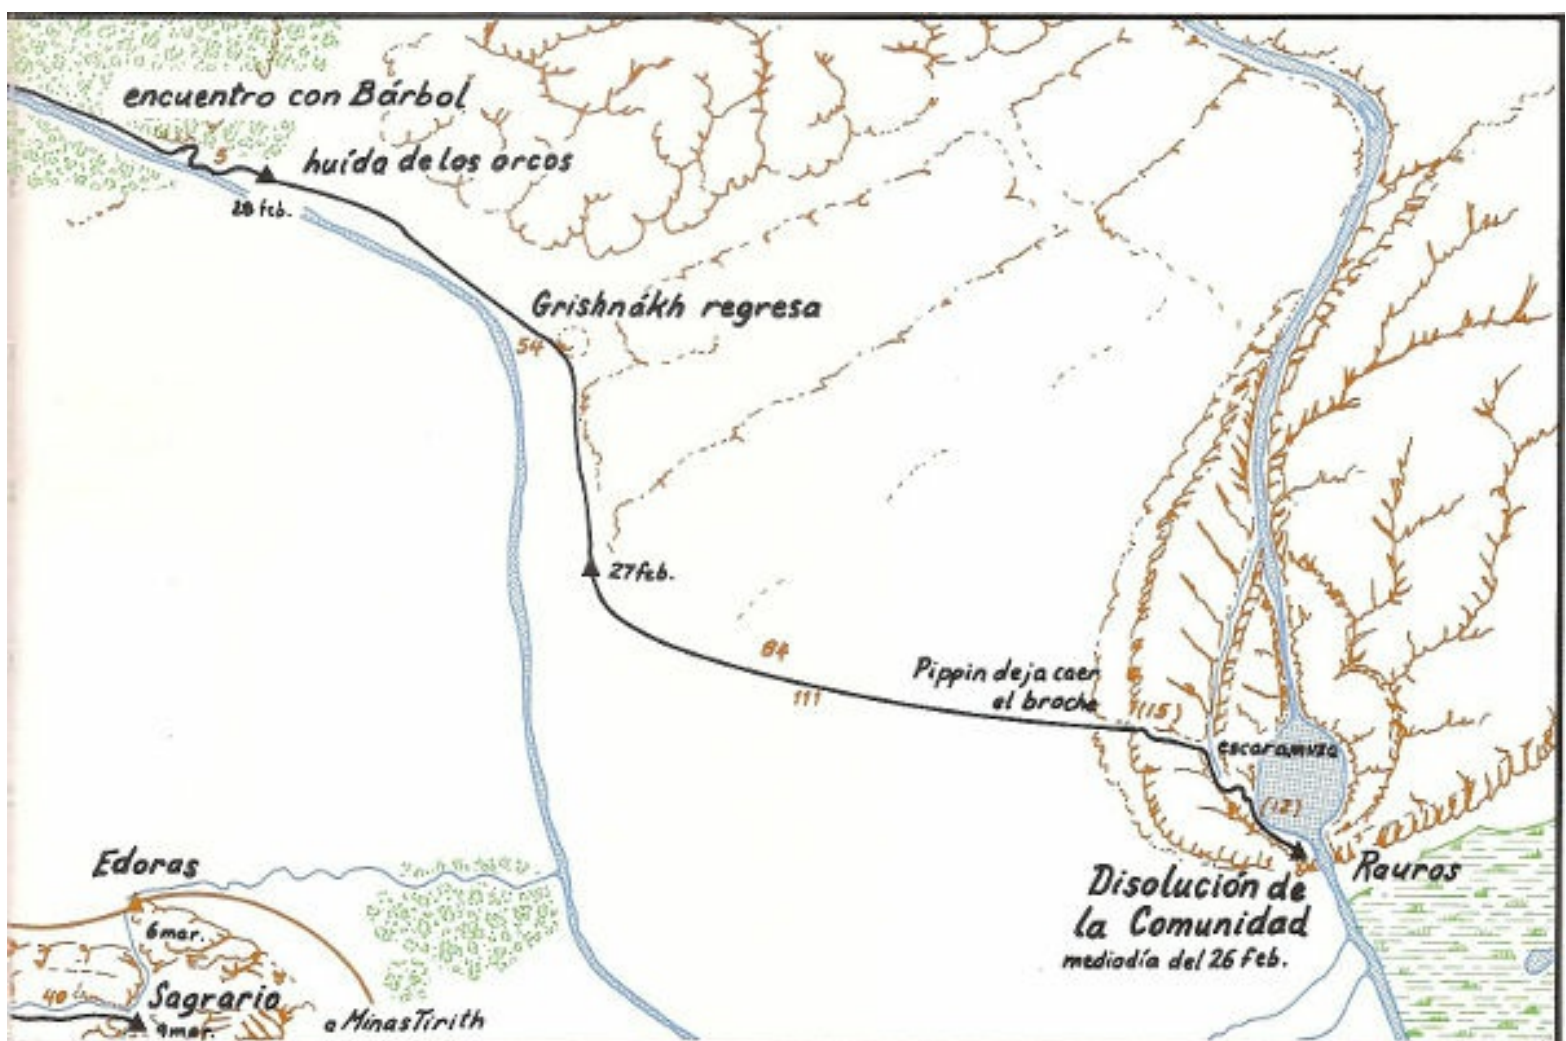 encuentro con Bárbol
5
huída de los orcos
28 feb.
Grishnákh regresa
54
27 feb.
84
111
Pippin deja caer
el broche
(15)
escaramuza
(12)
Rauros
Disolución de
la Comunidad
mediodía del 26 feb.
Edoras
6 mar.
40
Sagrario
9 mar.
a Minas Tirith